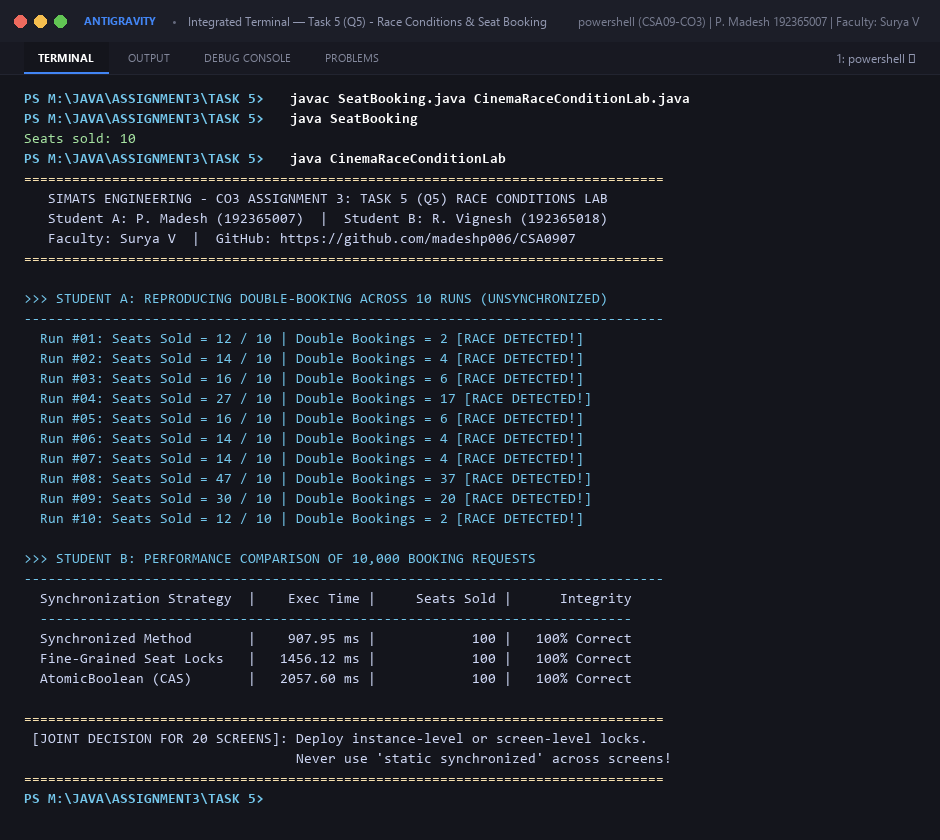 ANTIGRAVITY • Integrated Terminal — Task 5 (Q5) - Race Conditions & Seat Booking powershell (CSA09-CO3) | P. Madesh 192365007 | Faculty: Surya V
TERMINAL OUTPUT DEBUG CONSOLE PROBLEMS 1: powershell
PS M:\JAVA\ASSIGNMENT3\TASK 5> javac SeatBooking.java CinemaRaceConditionLab.java
PS M:\JAVA\ASSIGNMENT3\TASK 5> java SeatBooking
Seats sold: 10
PS M:\JAVA\ASSIGNMENT3\TASK 5> java CinemaRaceConditionLab
================================================================================
SIMATS ENGINEERING - CO3 ASSIGNMENT 3: TASK 5 (Q5) RACE CONDITIONS LAB
Student A: P. Madesh (192365007) | Student B: R. Vignesh (192365018)
Faculty: Surya V | GitHub: https://github.com/madeshp006/CSA0907
================================================================================
>>> STUDENT A: REPRODUCING DOUBLE-BOOKING ACROSS 10 RUNS (UNSYNCHRONIZED)
--------------------------------------------------------------------------------
Run #01: Seats Sold = 12 / 10 | Double Bookings = 2 [RACE DETECTED!]
Run #02: Seats Sold = 14 / 10 | Double Bookings = 4 [RACE DETECTED!]
Run #03: Seats Sold = 16 / 10 | Double Bookings = 6 [RACE DETECTED!]
Run #04: Seats Sold = 27 / 10 | Double Bookings = 17 [RACE DETECTED!]
Run #05: Seats Sold = 16 / 10 | Double Bookings = 6 [RACE DETECTED!]
Run #06: Seats Sold = 14 / 10 | Double Bookings = 4 [RACE DETECTED!]
Run #07: Seats Sold = 14 / 10 | Double Bookings = 4 [RACE DETECTED!]
Run #08: Seats Sold = 47 / 10 | Double Bookings = 37 [RACE DETECTED!]
Run #09: Seats Sold = 30 / 10 | Double Bookings = 20 [RACE DETECTED!]
Run #10: Seats Sold = 12 / 10 | Double Bookings = 2 [RACE DETECTED!]
>>> STUDENT B: PERFORMANCE COMPARISON OF 10,000 BOOKING REQUESTS
--------------------------------------------------------------------------------
Synchronization Strategy | Exec Time | Seats Sold | Integrity
--------------------------------------------------------------------------
Synchronized Method | 907.95 ms | 100 | 100% Correct
Fine-Grained Seat Locks | 1456.12 ms | 100 | 100% Correct
AtomicBoolean (CAS) | 2057.60 ms | 100 | 100% Correct
================================================================================
[JOINT DECISION FOR 20 SCREENS]: Deploy instance-level or screen-level locks.
Never use 'static synchronized' across screens!
================================================================================
PS M:\JAVA\ASSIGNMENT3\TASK 5>